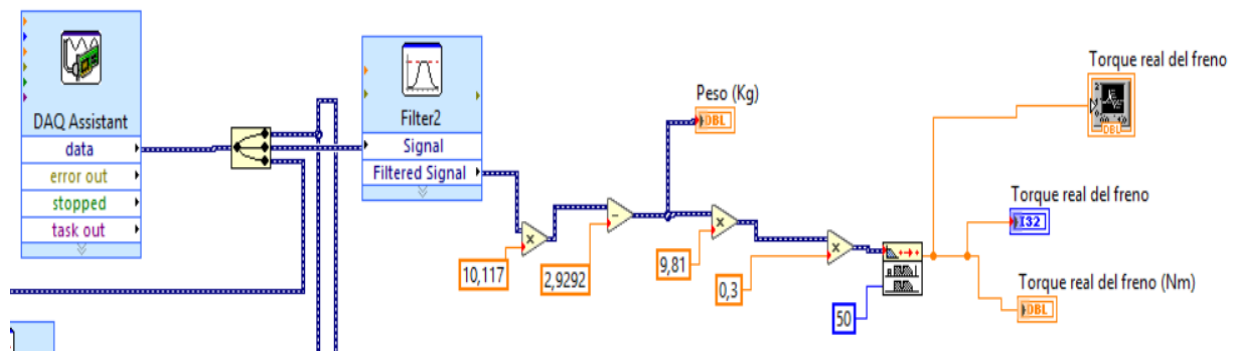 DAQ Assistant
data
error out
stopped
task out
Filter2
Signal
Filtered Signal
10,117
2,9292
Peso (Kg)
DBL
9,81
0,3
50
Torque real del freno
DBL
Torque real del freno
I32
Torque real del freno (Nm)
DBL